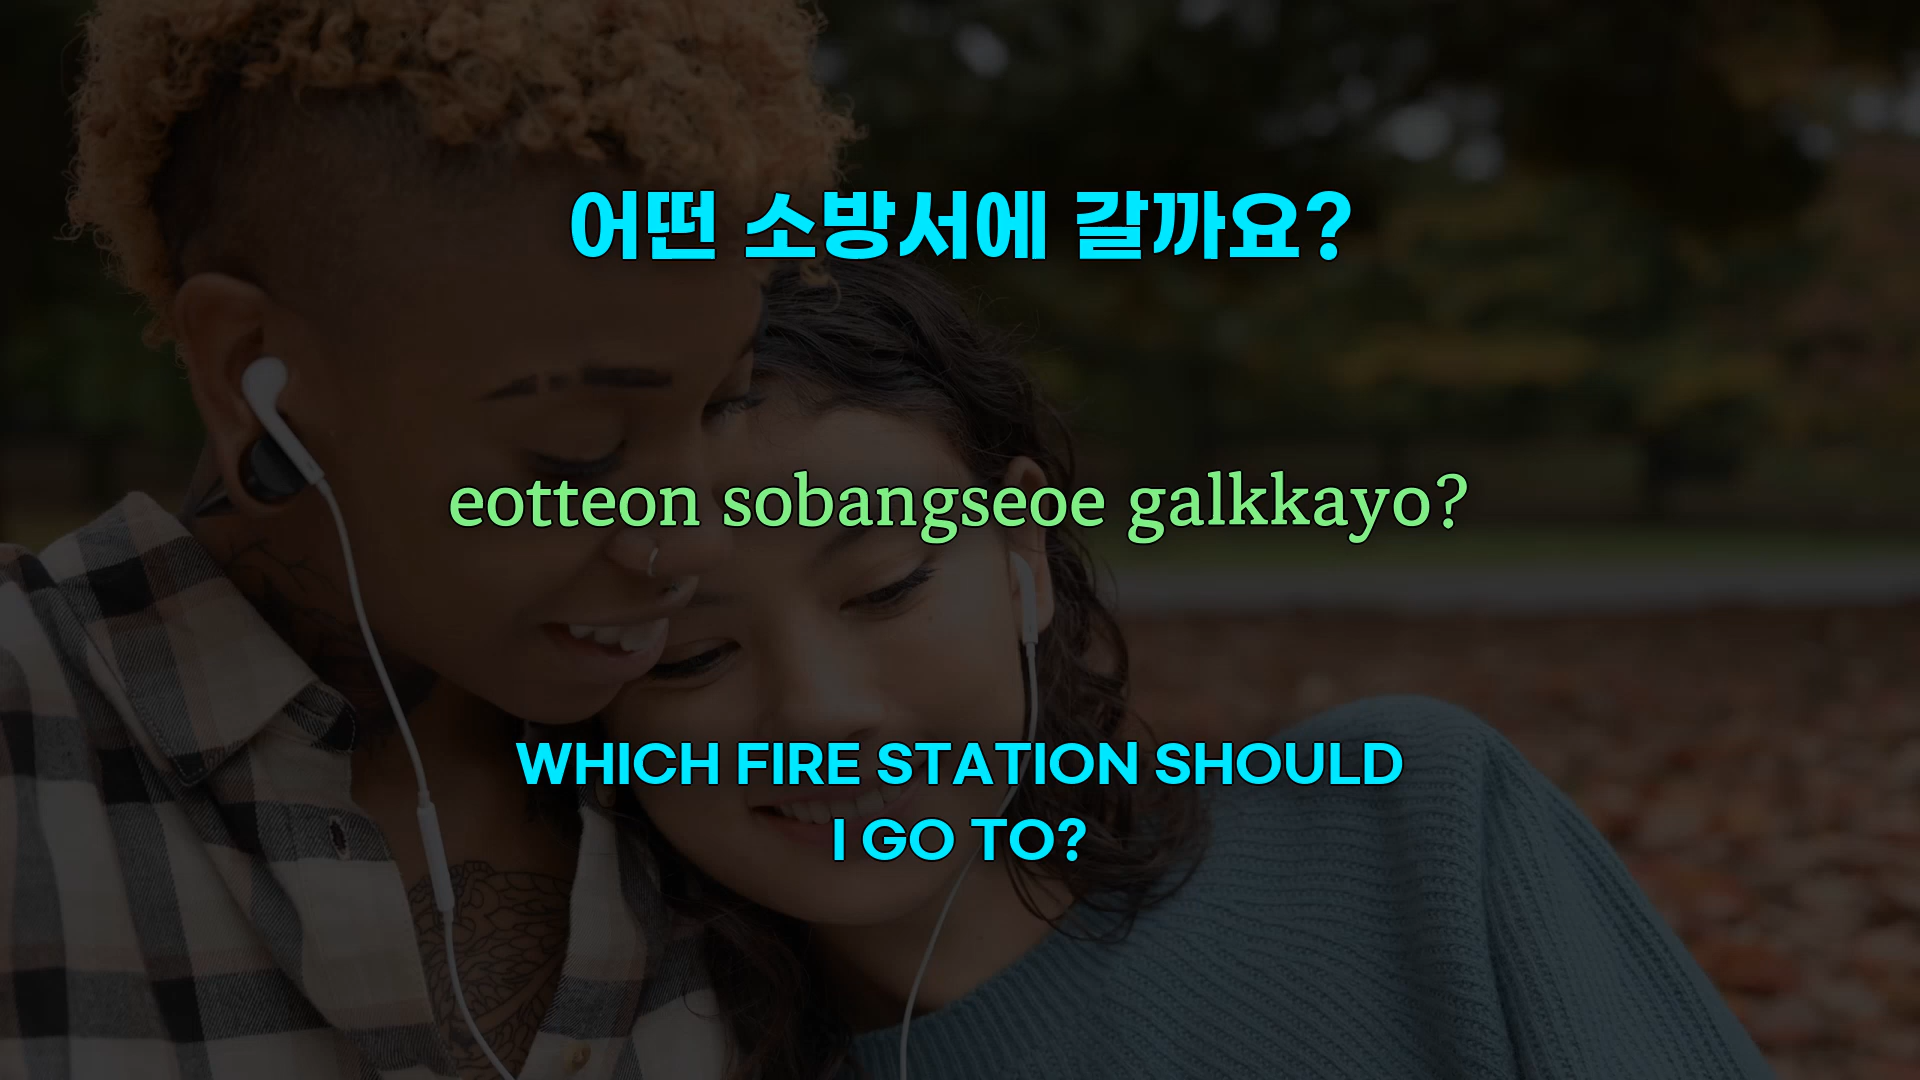 어떤 소방서에 갈까요?
eotteon sobangseoe galkkayo?
WHICH FIRE STATION SHOULD
I GO TO?